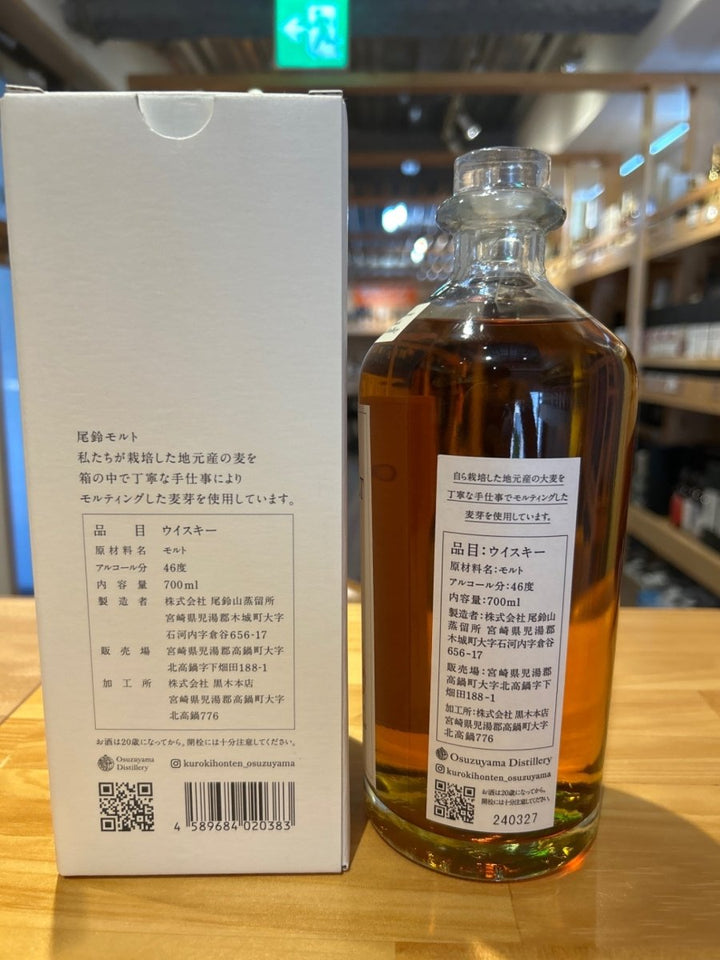 尾鈴モルト
私たちが栽培した地元産の麦を
箱の中で丁寧な手仕事により
モルティングした麦芽を使用しています。
品 目 ウイスキー
原材料名 モルト
アルコール分 46度
内容量 700ml
製造者 株式会社 尾鈴山蒸留所
宮崎県児湯郡木城町大字
石河内字倉谷656-17
販売場 宮崎県児湯郡高鍋町大字
北高鍋字下畑田188-1
加工所 株式会社 黒木本店
宮崎県児湯郡高鍋町大字
北高鍋776
お酒は20歳になってから。開栓には十分注意してください。
Osuzuyama
Distillery
kurokihonten_osuzuyama
4 589684 020383
自ら栽培した地元産の大麦を
丁寧な手仕事でモルティングした
麦芽を使用しています。
品目:ウイスキー
原材料名:モルト
アルコール分:46度
内容量:700ml
製造者:株式会社 尾鈴山
蒸留所 宮崎県児湯郡
木城町大字石河内字倉谷
656-17
販売場:宮崎県児湯郡
高鍋町大字北高鍋字下
畑田188-1
加工所:株式会社 黒木本店
宮崎県児湯郡高鍋町大字
北高鍋776
Osuzuyama Distillery
kurokihonten_osuzuyama
お酒は20歳になってから。
開栓には十分注意してください。
240327